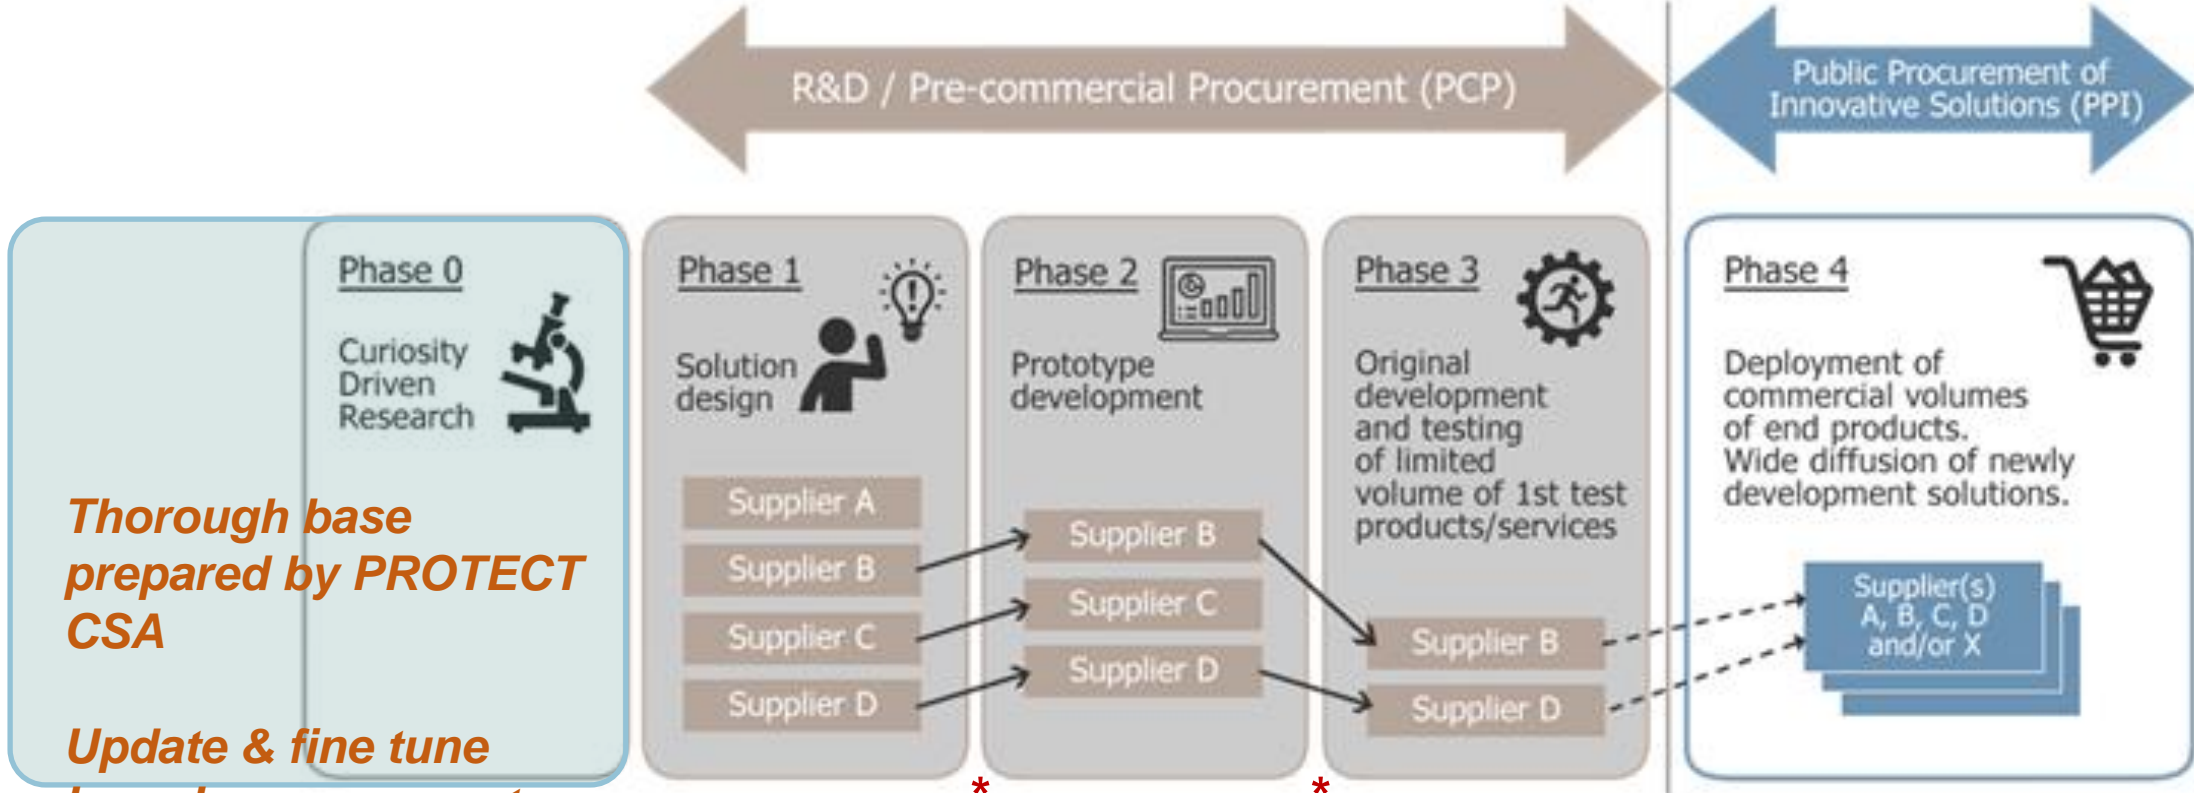 R&D / Pre-commercial Procurement (PCP)
Public Procurement of
Innovative Solutions (PPI)
Phase 0
Curiosity
Driven
Research
Thorough base
prepared by PROTECT
CSA
Update & fine tune
Phase 1
Solution
design
Supplier A
Supplier B
Supplier C
Supplier D
*
Phase 2
Prototype
development
Supplier B
Supplier C
Supplier D
*
Phase 3
Original
development
and testing
of limited
volume of 1st test
products/services
Supplier B
Supplier D
Phase 4
Deployment of
commercial volumes
of end products.
Wide diffusion of newly
development solutions.
Supplier(s)
A, B, C, D
and/or X